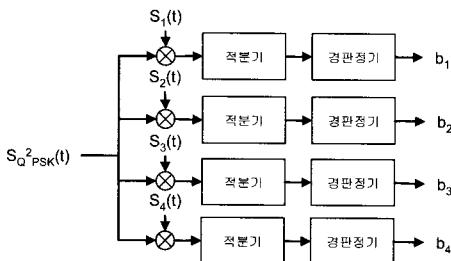 S₁(t)
적분기 경판정기 b₁
S₂(t)
적분기 경판정기 b₂
S_Q²_PSK(t)
S₃(t)
적분기 경판정기 b₃
S₄(t)
적분기 경판정기 b₄